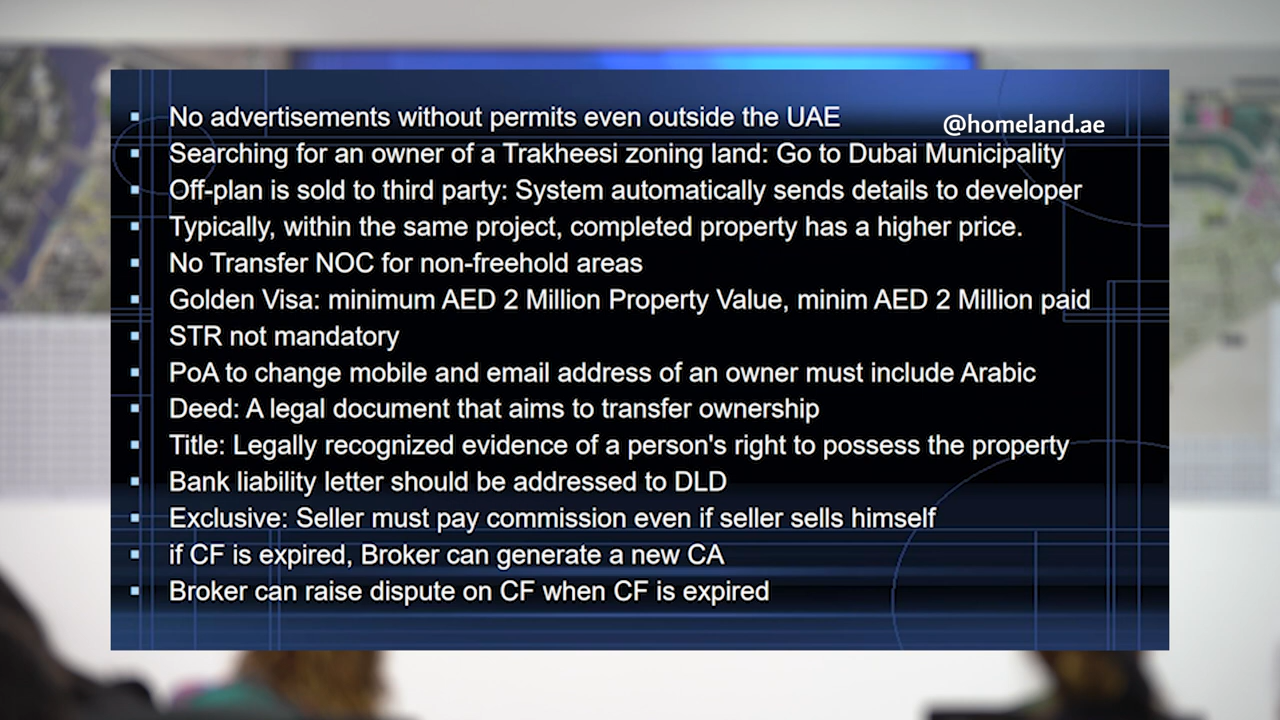 No advertisements without permits even outside the UAE
@homeland.ae
Searching for an owner of a Trakheesi zoning land: Go to Dubai Municipality
Off-plan is sold to third party: System automatically sends details to developer
Typically, within the same project, completed property has a higher price.
No Transfer NOC for non-freehold areas
Golden Visa: minimum AED 2 Million Property Value, minim AED 2 Million paid
STR not mandatory
PoA to change mobile and email address of an owner must include Arabic
Deed: A legal document that aims to transfer ownership
Title: Legally recognized evidence of a person's right to possess the property
Bank liability letter should be addressed to DLD
Exclusive: Seller must pay commission even if seller sells himself
if CF is expired, Broker can generate a new CA
Broker can raise dispute on CF when CF is expired